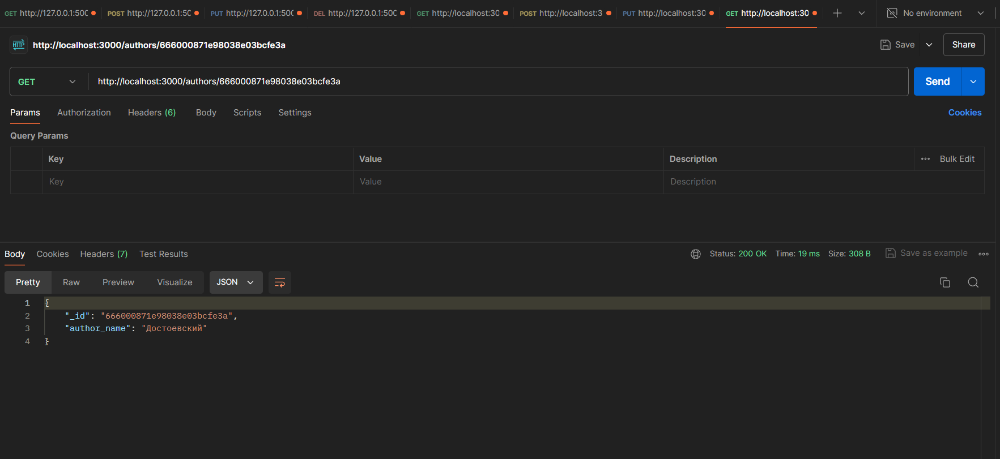 GET http://127.0.0.1:500 POST http://127.0.0.1:50 PUT http://127.0.0.1:500 DEL http://127.0.0.1:500 GET http://localhost:30 POST http://localhost:3 PUT http://localhost:30 GET http://localhost:30 No environment
HTTP http://localhost:3000/authors/666000871e98038e03bcfe3a Save Share
GET http://localhost:3000/authors/666000871e98038e03bcfe3a Send
Params Authorization Headers (6) Body Scripts Settings Cookies
Query Params
Key Value Description Bulk Edit
Key Value Description
Body Cookies Headers (7) Test Results Status: 200 OK Time: 19 ms Size: 308 B Save as example
Pretty Raw Preview Visualize JSON
1 {
2 "_id": "666000871e98038e03bcfe3a",
3 "author_name": "Достоевский"
4 }